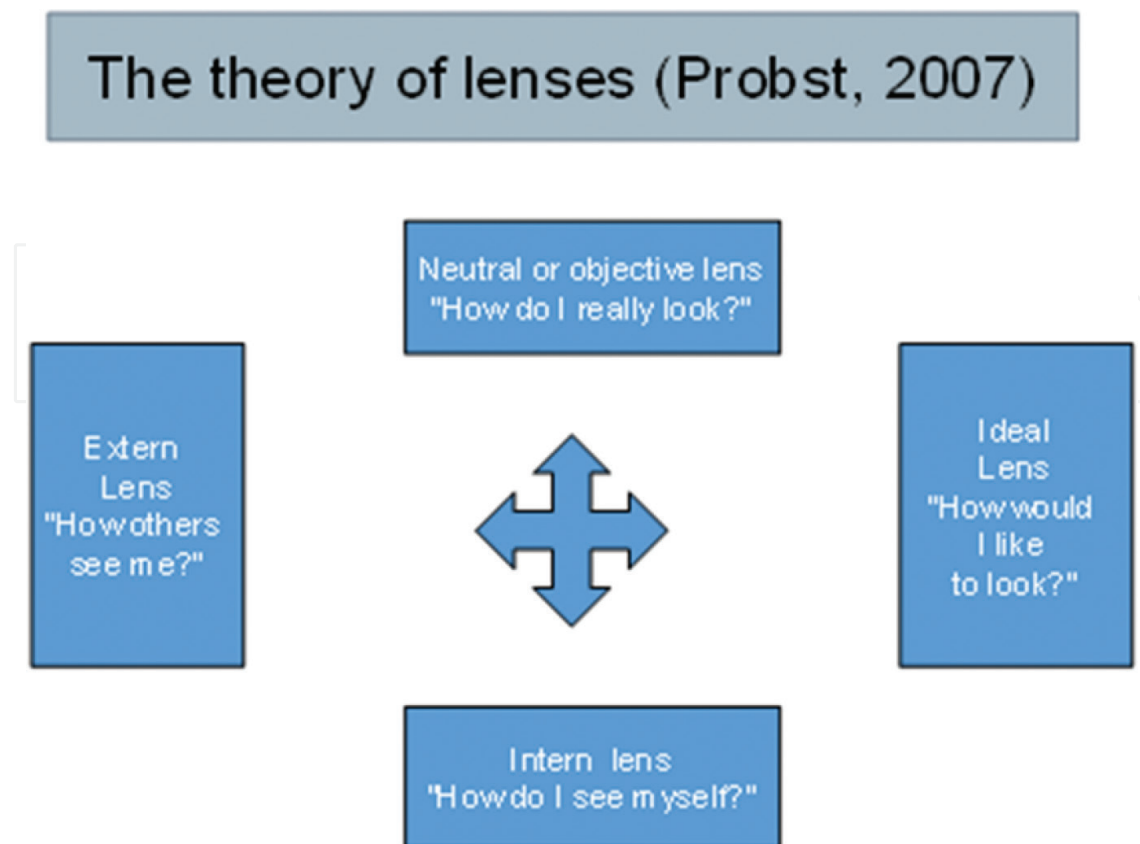 The theory of lenses (Probst, 2007)
Neutral or objective lens
"How do I really look?"
Extern
Lens
"How others
see me?"
Ideal
Lens
"How would
I like
to look?"
Intern lens
"How do I see myself?"